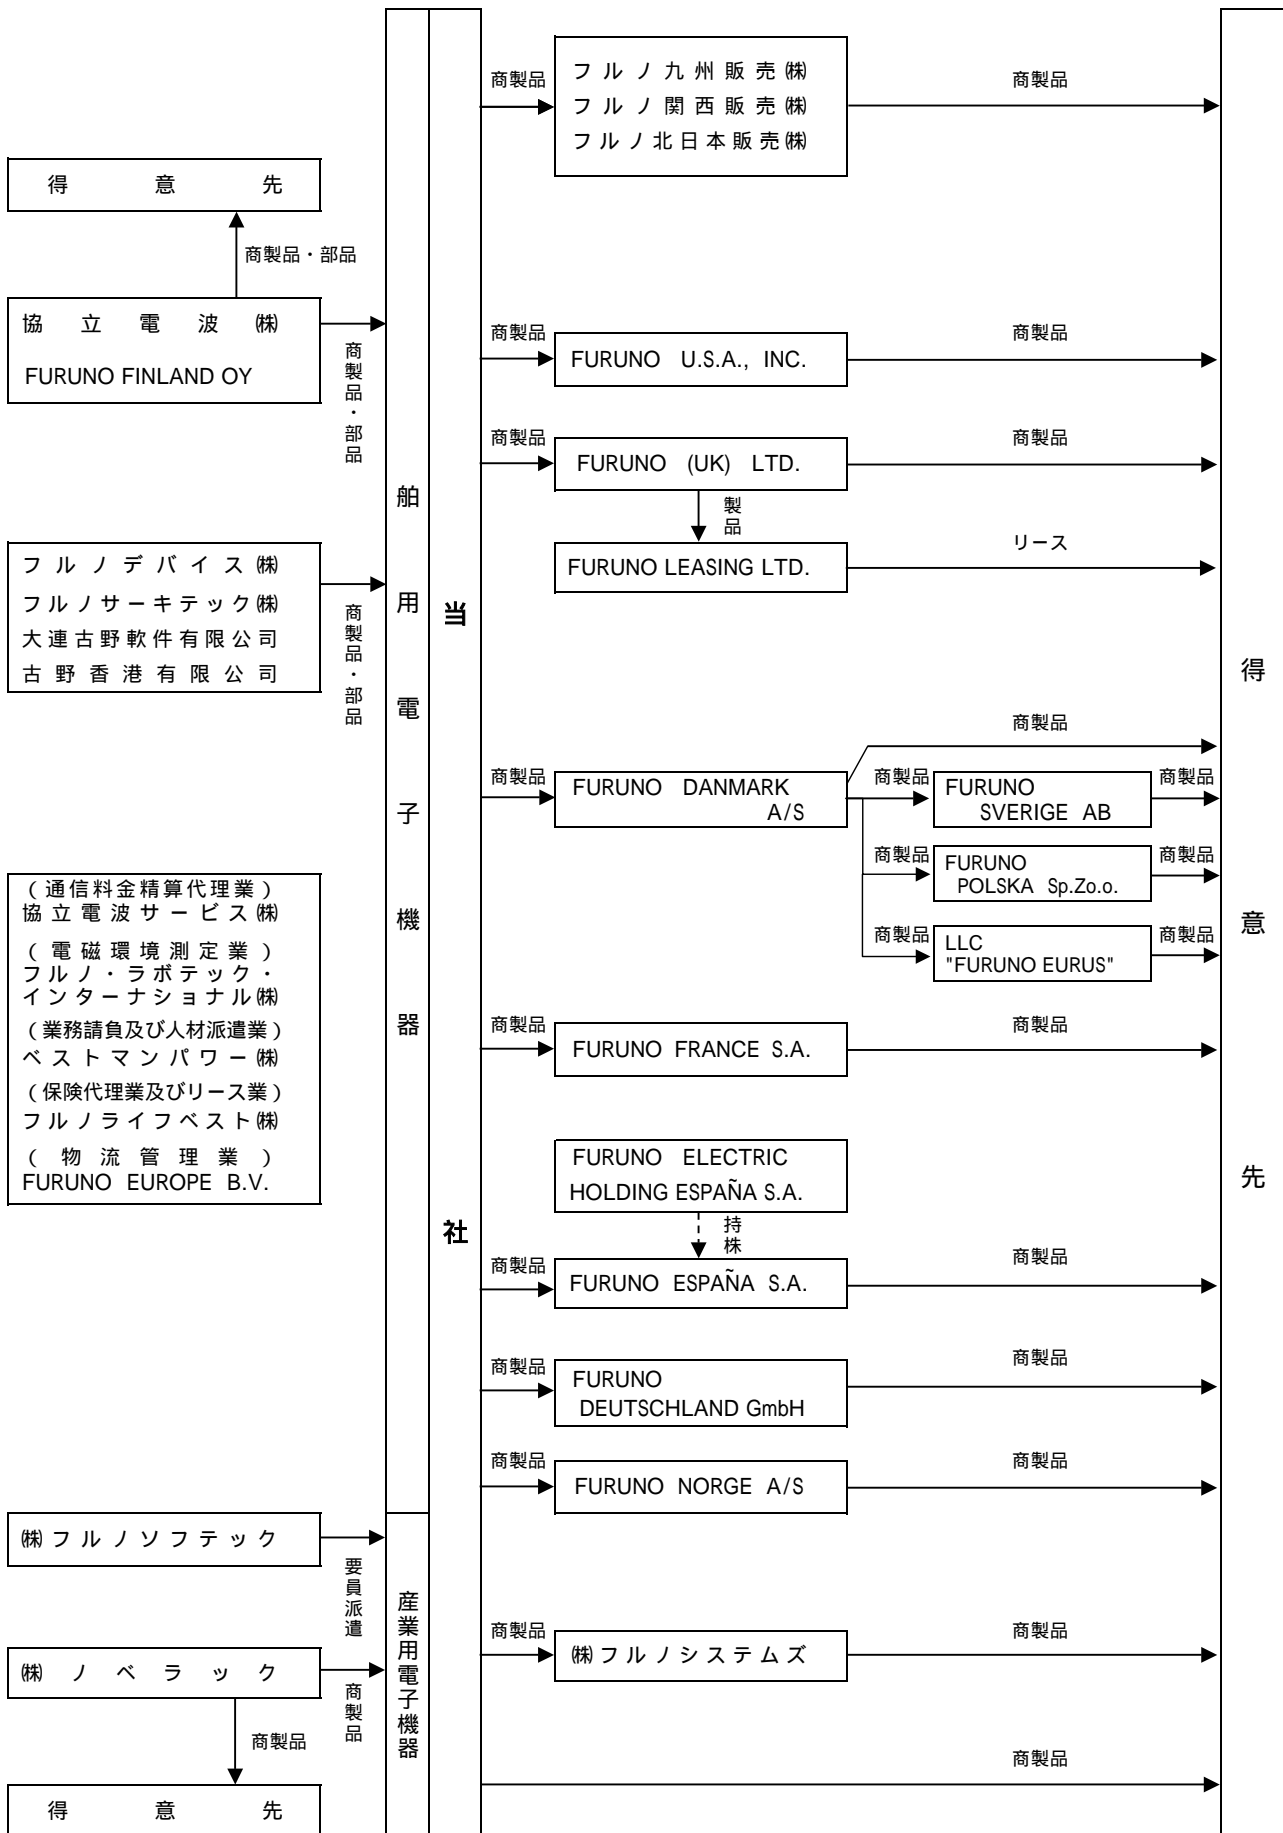 得意先
商製品・部品
協立電波㈱
FURUNO FINLAND OY
商製品・部品
フルノデバイス㈱
フルノサーキテック㈱
大連古野軟件有限公司
古野香港有限公司
商製品・部品
(通信料金精算代理業)
協立電波サービス㈱
(電磁環境測定業)
フルノ・ラボテック・
インターナショナル㈱
(業務請負及び人材派遣業)
ベストマンパワー㈱
(保険代理業及びリース業)
フルノライフベスト㈱
(物流管理業)
FURUNO EUROPE B.V.
㈱フルノソフテック
要員派遣
㈱ノベラック
商製品
商製品
得意先
舶用電子機器
産業用電子機器
当社
商製品
フルノ九州販売㈱
フルノ関西販売㈱
フルノ北日本販売㈱
商製品
商製品
FURUNO U.S.A., INC.
商製品
商製品
FURUNO (UK) LTD.
商製品
製品
FURUNO LEASING LTD.
リース
商製品
商製品
FURUNO DANMARK
A/S
商製品
FURUNO
SVERIGE AB
商製品
商製品
FURUNO
POLSKA Sp.Zo.o.
商製品
商製品
LLC
"FURUNO EURUS"
商製品
商製品
FURUNO FRANCE S.A.
商製品
FURUNO ELECTRIC
HOLDING ESPAÑA S.A.
持株
商製品
FURUNO ESPAÑA S.A.
商製品
商製品
FURUNO
DEUTSCHLAND GmbH
商製品
商製品
FURUNO NORGE A/S
商製品
商製品
㈱フルノシステムズ
商製品
商製品
得意先